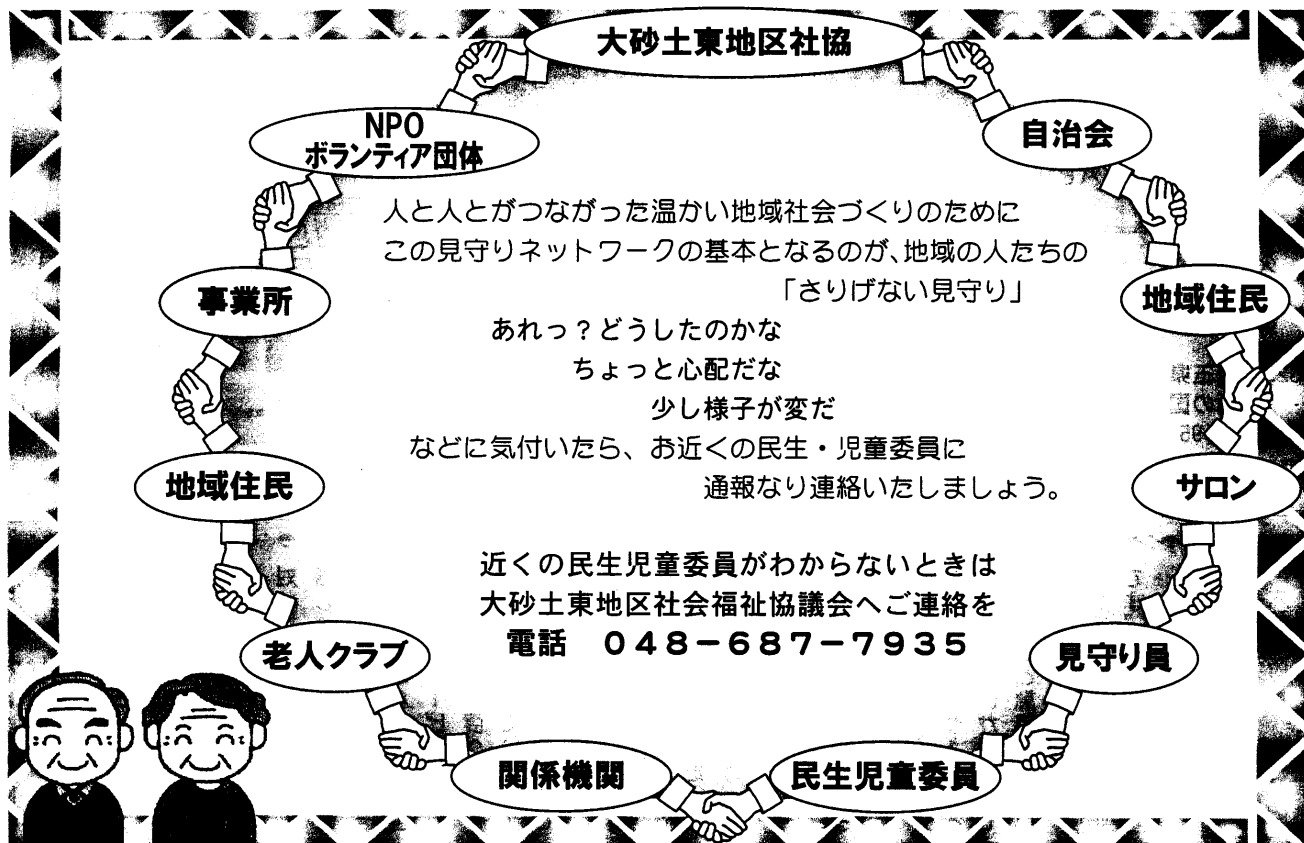 大砂土東地区社協
NPO
ボランティア団体
自治会
人と人とがつながった温かい地域社会づくりのために
この見守りネットワークの基本となるのが、地域の人たちの
「さりげない見守り」
事業所
地域住民
あれっ？どうしたのかな
ちょっと心配だな
少し様子が変だ
などに気付いたら、お近くの民生・児童委員に
通報なり連絡いたしましょう。
地域住民
サロン
近くの民生児童委員がわからないときは
大砂土東地区社会福祉協議会へご連絡を
電話　０４８－６８７－７９３５
老人クラブ
見守り員
関係機関
民生児童委員